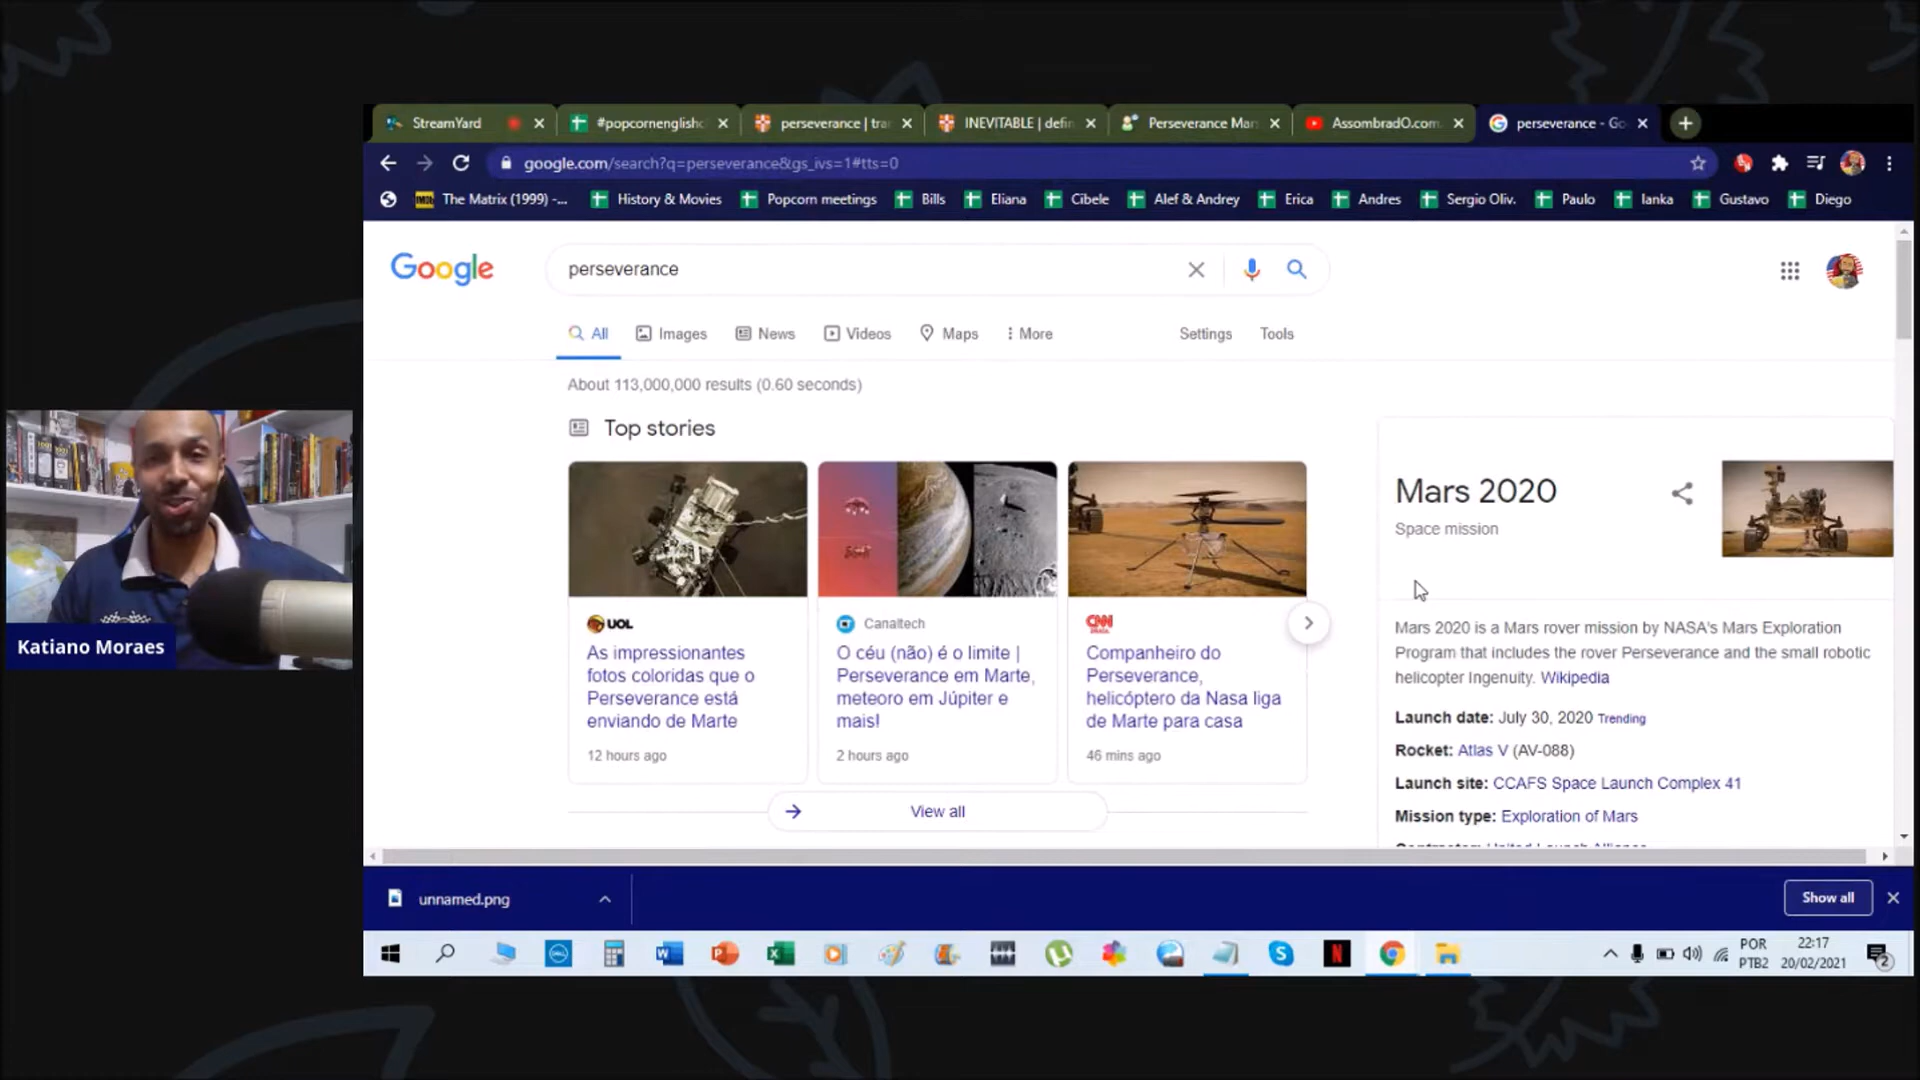 StreamYard
#popcornenglishc
perseverance | tra
INEVITABLE | defin
Perseverance Mar
AssombradO.com.
perseverance - Go
google.com/search?q=perseverance&gs_ivs=1#tts=0
The Matrix (1999) -...
History & Movies
Popcorn meetings
Bills
Eliana
Cibele
Alef & Andrey
Erica
Andres
Sergio Oliv.
Paulo
Ianka
Gustavo
Diego
Google
perseverance
All
Images
News
Videos
Maps
More
Settings
Tools
About 113,000,000 results (0.60 seconds)
Top stories
UOL
As impressionantes
fotos coloridas que o
Perseverance está
enviando de Marte
12 hours ago
Canaltech
O céu (não) é o limite |
Perseverance em Marte,
meteoro em Júpiter e
mais!
2 hours ago
CNN
BRASIL
Companheiro do
Perseverance,
helicóptero da Nasa liga
de Marte para casa
46 mins ago
View all
Mars 2020
Space mission
Mars 2020 is a Mars rover mission by NASA's Mars Exploration
Program that includes the rover Perseverance and the small robotic
helicopter Ingenuity. Wikipedia
Launch date: July 30, 2020 Trending
Rocket: Atlas V (AV-088)
Launch site: CCAFS Space Launch Complex 41
Mission type: Exploration of Mars
Katiano Moraes
unnamed.png
Show all
POR
PTB2
22:17
20/02/2021
2